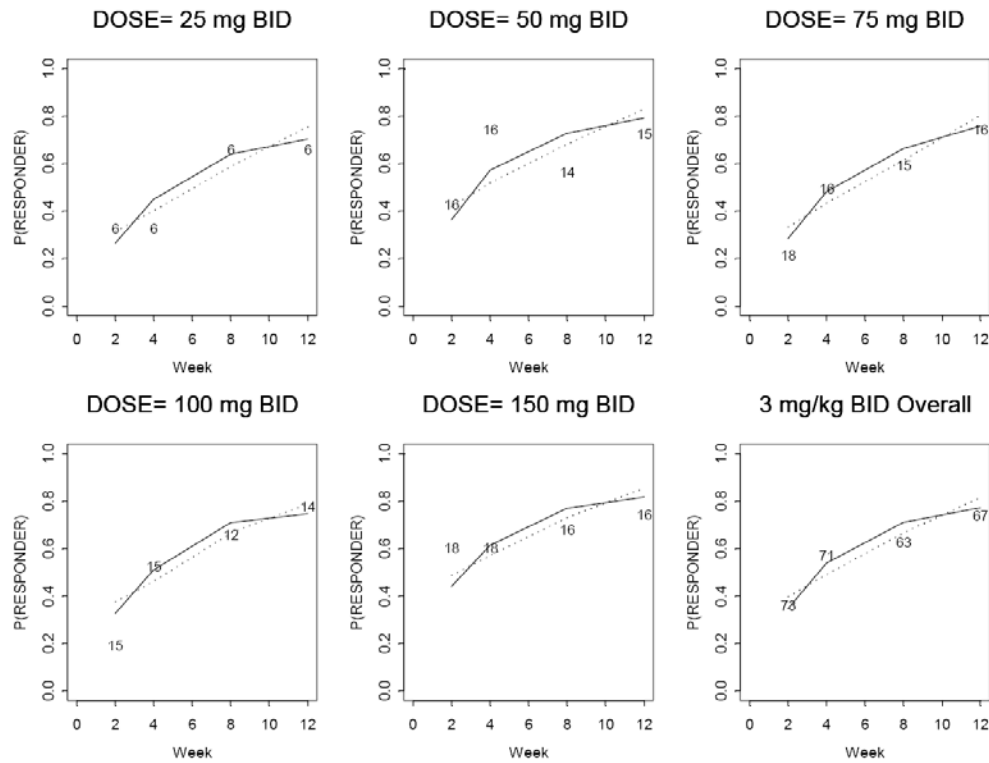 DOSE= 25 mg BID
DOSE= 50 mg BID
DOSE= 75 mg BID
P(RESPONDER)
1.0
0.8
0.6
0.4
0.2
0.0
6
6
6
6
0 2 4 6 8 10 12
Week
P(RESPONDER)
1.0
0.8
0.6
0.4
0.2
0.0
16
16
14
15
0 2 4 6 8 10 12
Week
P(RESPONDER)
1.0
0.8
0.6
0.4
0.2
0.0
18
16
15
16
0 2 4 6 8 10 12
Week
DOSE= 100 mg BID
DOSE= 150 mg BID
3 mg/kg BID Overall
P(RESPONDER)
1.0
0.8
0.6
0.4
0.2
0.0
15
15
12
14
0 2 4 6 8 10 12
Week
P(RESPONDER)
1.0
0.8
0.6
0.4
0.2
0.0
18
18
16
16
0 2 4 6 8 10 12
Week
P(RESPONDER)
1.0
0.8
0.6
0.4
0.2
0.0
73
71
63
67
0 2 4 6 8 10 12
Week